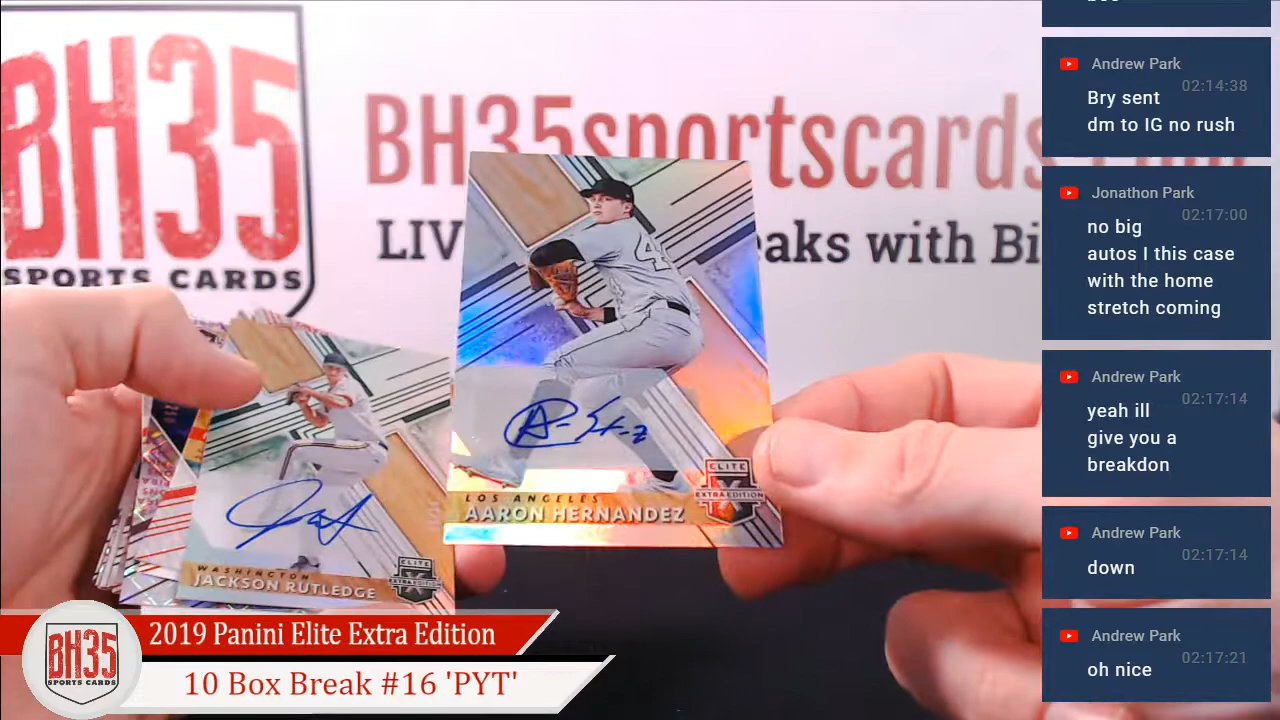 BH35
SPORTS CARDS
BH35sportscards
LIV
eaks with Bi
4
LOS ANGELES
AARON HERNANDEZ
ELITE
EXTRA EDITION
WASHINGTON
JACKSON RUTLEDGE
ELITE
EXTRA EDITION
BH35
SPORTS CARDS
2019 Panini Elite Extra Edition
10 Box Break #16 'PYT'
Andrew Park
02:14:38
Bry sent
dm to IG no rush
Jonathon Park
02:17:00
no big
autos I this case
with the home
stretch coming
Andrew Park
02:17:14
yeah ill
give you a
breakdon
Andrew Park
02:17:14
down
Andrew Park
02:17:21
oh nice